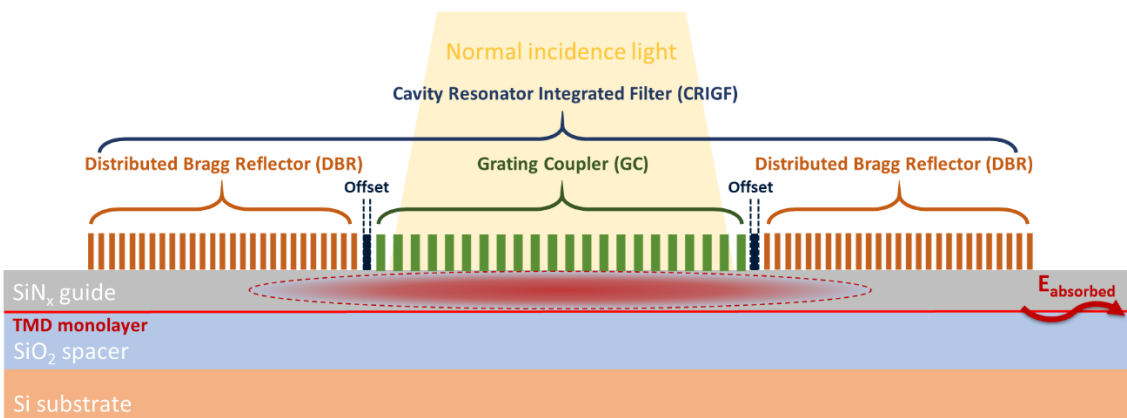 Normal incidence light
Cavity Resonator Integrated Filter (CRIGF)
Distributed Bragg Reflector (DBR)
Offset
Grating Coupler (GC)
Offset
Distributed Bragg Reflector (DBR)
SiNx guide
Eabsorbed
TMD monolayer
SiO2 spacer
Si substrate